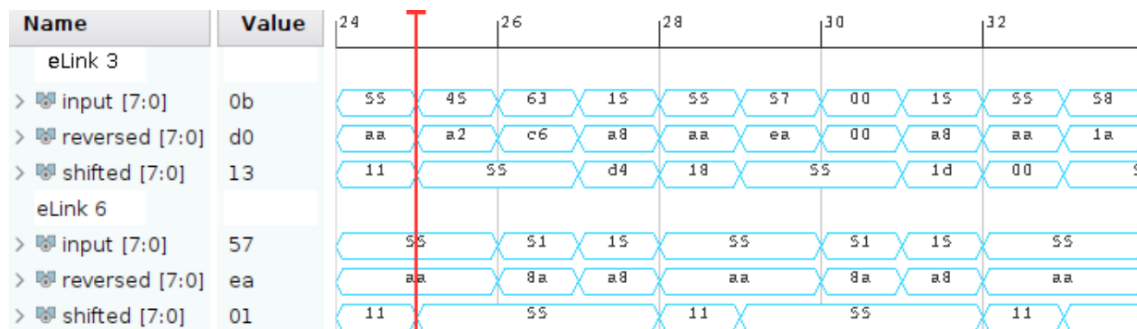 Name Value 24 26 28 30 32
eLink 3
input [7:0] 0b 55 45 63 15 55 57 00 15 55 58
reversed [7:0] d0 aa a2 c6 a8 aa ea 00 a8 aa 1a
shifted [7:0] 13 11 55 d4 18 55 1d 00
eLink 6
input [7:0] 57 55 51 15 55 51 15 55
reversed [7:0] ea aa 8a a8 aa 8a a8 aa
shifted [7:0] 01 11 55 11 55 11